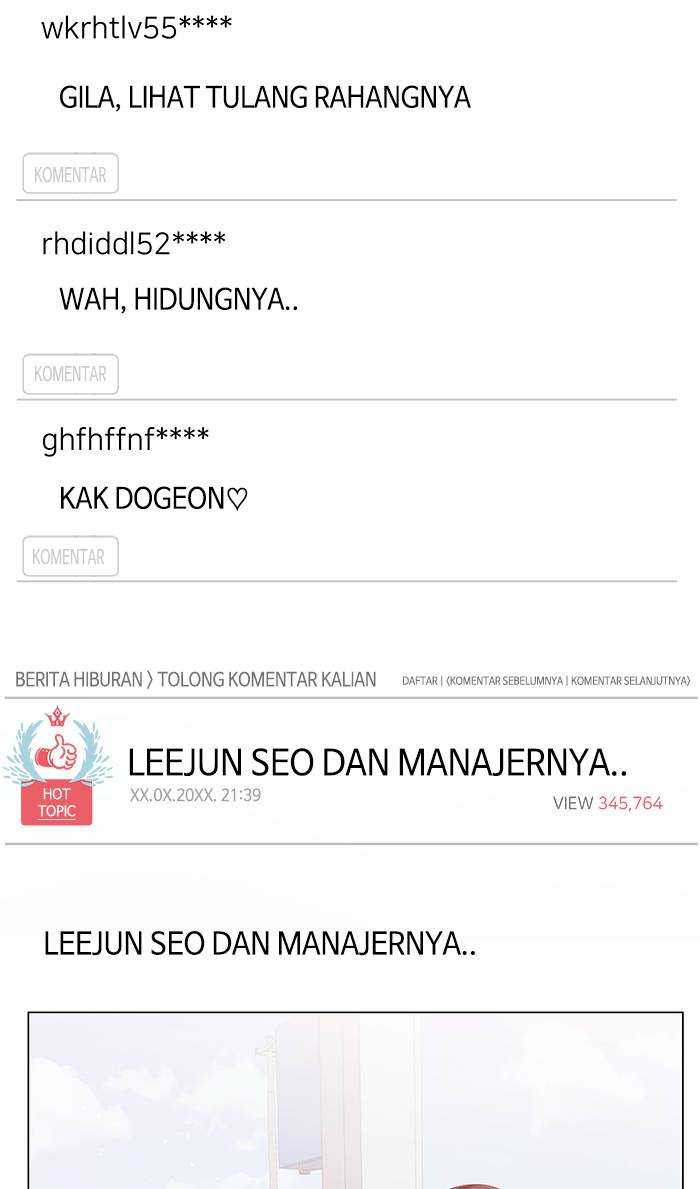 wkrhtlv55****
GILA, LIHAT TULANG RAHANGNYA
KOMENTAR
rhdiddl52****
WAH, HIDUNGNYA..
KOMENTAR
ghfhffnf****
KAK DOGEON♡
KOMENTAR
BERITA HIBURAN 〉 TOLONG KOMENTAR KALIAN
DAFTAR | 〈KOMENTAR SEBELUMNYA | KOMENTAR SELANJUTNYA〉
LEEJUN SEO DAN MANAJERNYA..
HOT
TOPIC
XX.0X.20XX. 21:39
VIEW 345,764
LEEJUN SEO DAN MANAJERNYA..